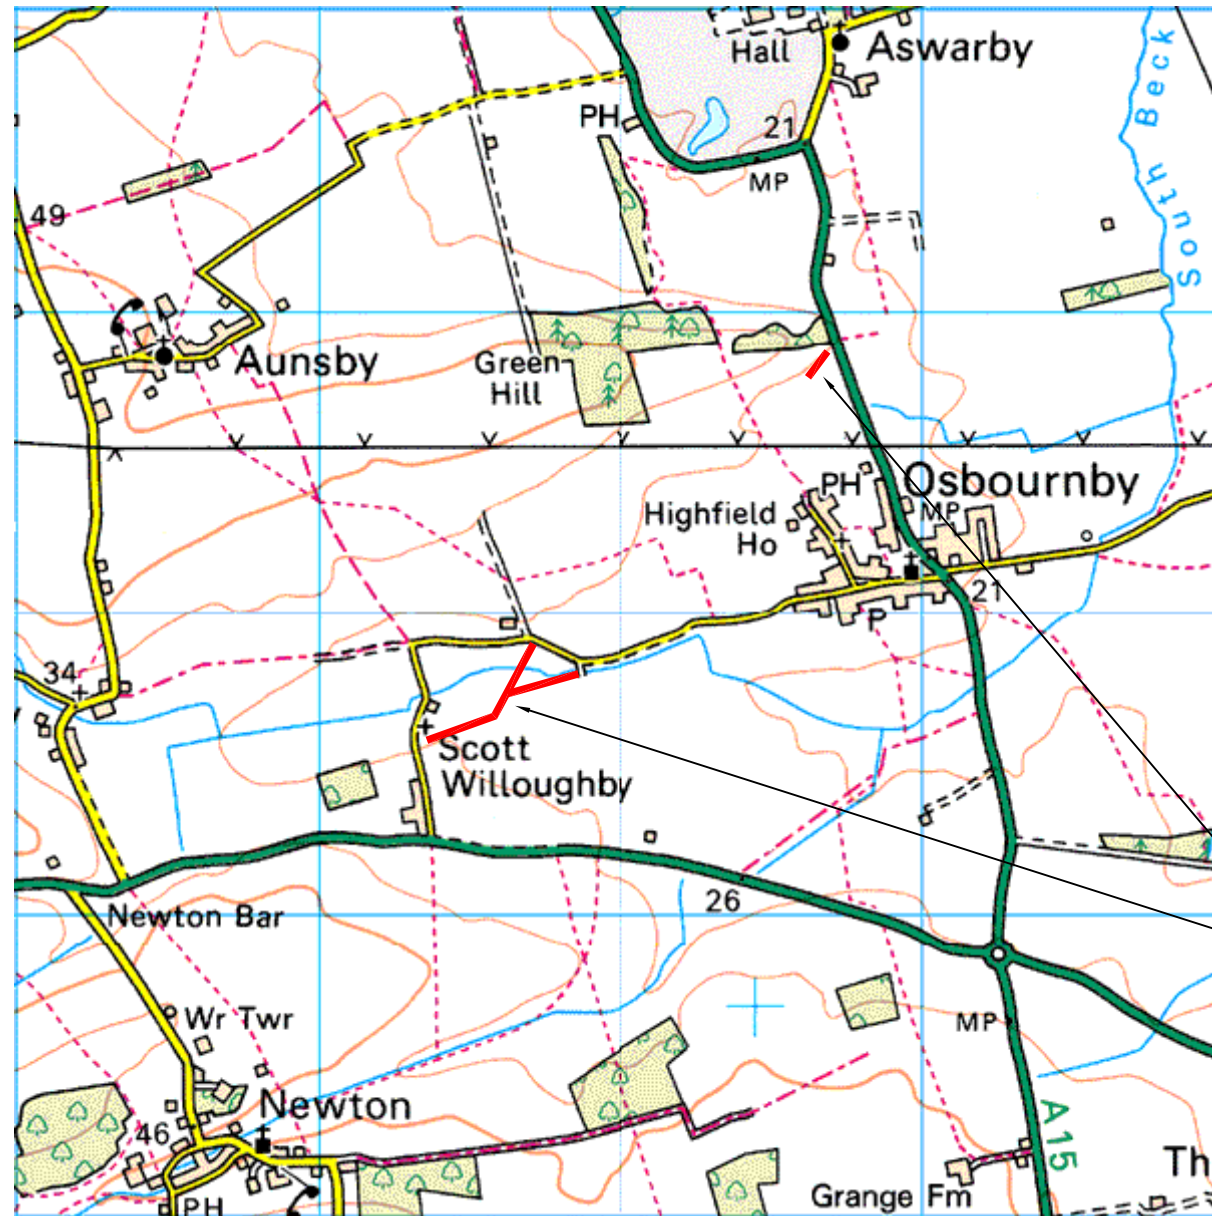 Hall
Aswarby
South Beck
PH
21
MP
49
Aunsby
Green
Hill
PH
Osbournby
MP
Highfield
Ho
21
P
34
Scott
Willoughby
26
Newton Bar
Wr Twr
MP
Newton
46
A15
Th
PH
Grange Fm